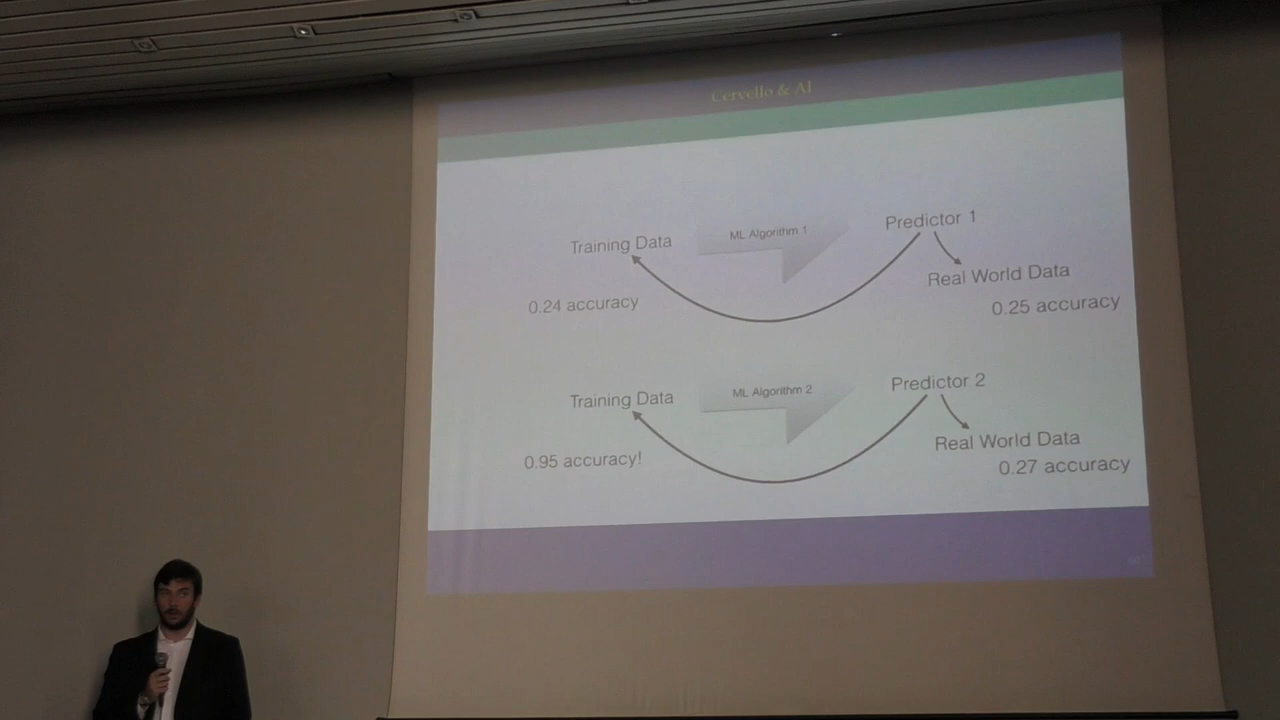 Cervello & AI
Training Data
ML Algorithm 1
Predictor 1
Real World Data
0.24 accuracy
0.25 accuracy
Training Data
ML Algorithm 2
Predictor 2
Real World Data
0.95 accuracy!
0.27 accuracy